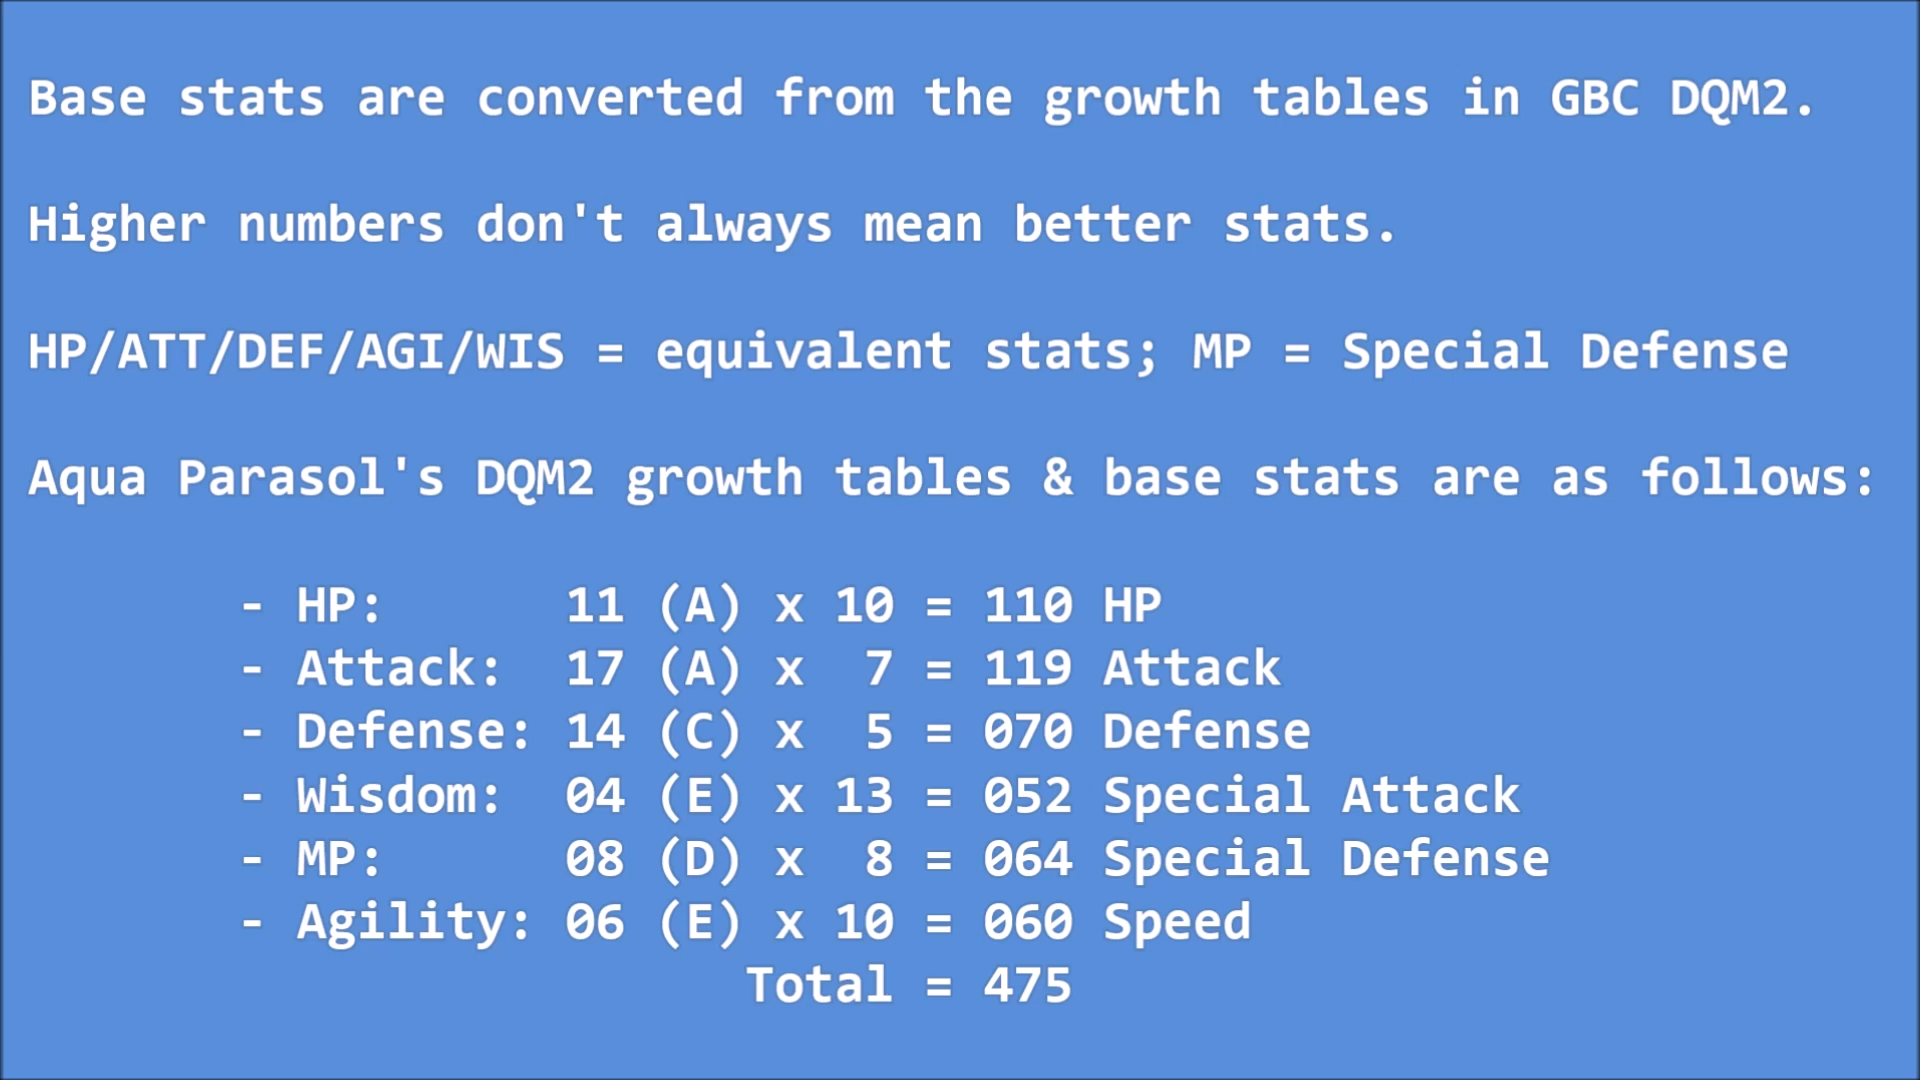 Base stats are converted from the growth tables in GBC DQM2.
Higher numbers don't always mean better stats.
HP/ATT/DEF/AGI/WIS = equivalent stats; MP = Special Defense
Aqua Parasol's DQM2 growth tables & base stats are as follows:
- HP:      11 (A) x 10 = 110 HP
- Attack:  17 (A) x  7 = 119 Attack
- Defense: 14 (C) x  5 = 070 Defense
- Wisdom:  04 (E) x 13 = 052 Special Attack
- MP:      08 (D) x  8 = 064 Special Defense
- Agility: 06 (E) x 10 = 060 Speed
Total = 475